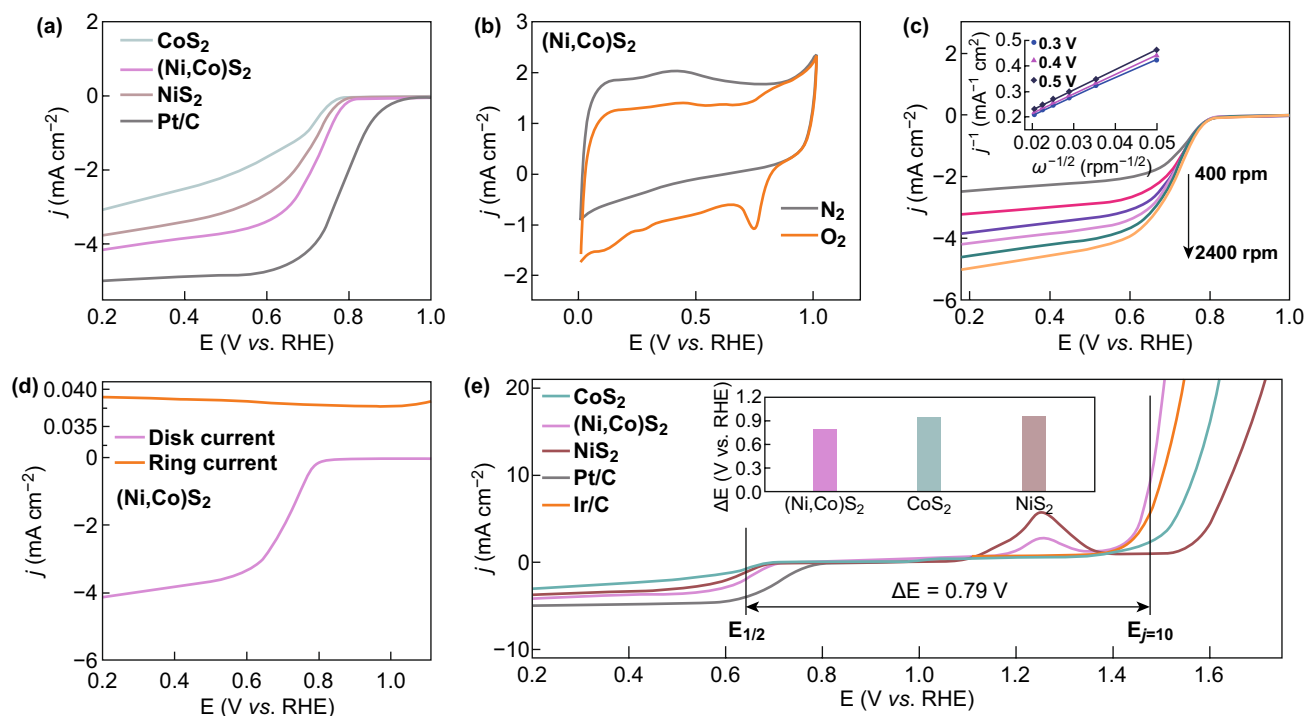 (a)
CoS₂
(Ni,Co)S₂
NiS₂
Pt/C
2
0
−2
−4
j (mA cm⁻²)
0.2 0.4 0.6 0.8 1.0
E (V vs. RHE)
(b)
(Ni,Co)S₂
N₂
O₂
3
2
1
0
−1
−2
j (mA cm⁻²)
0.0 0.3 0.6 0.9
E (V vs. RHE)
(c)
2
0
−2
−4
−6
j (mA cm⁻²)
0.5
0.4
0.3
0.2
j⁻¹ (mA⁻¹ cm²)
0.3 V
0.4 V
0.5 V
0.02 0.03 0.04 0.05
ω⁻¹/² (rpm⁻¹/²)
400 rpm
2400 rpm
0.2 0.4 0.6 0.8 1.0
E (V vs. RHE)
(d)
0.040
0.035
0
−2
−4
−6
j (mA cm⁻²)
Disk current
Ring current
(Ni,Co)S₂
0.2 0.4 0.6 0.8 1.0
E (V vs. RHE)
(e)
20
10
0
−10
j (mA cm⁻²)
CoS₂
(Ni,Co)S₂
NiS₂
Pt/C
Ir/C
1.2
0.9
0.6
0.3
0.0
ΔE (V vs. RHE)
(Ni,Co)S₂ CoS₂ NiS₂
ΔE = 0.79 V
E₁/₂
Eⱼ₌₁₀
0.2 0.4 0.6 0.8 1.0 1.2 1.4 1.6
E (V vs. RHE)